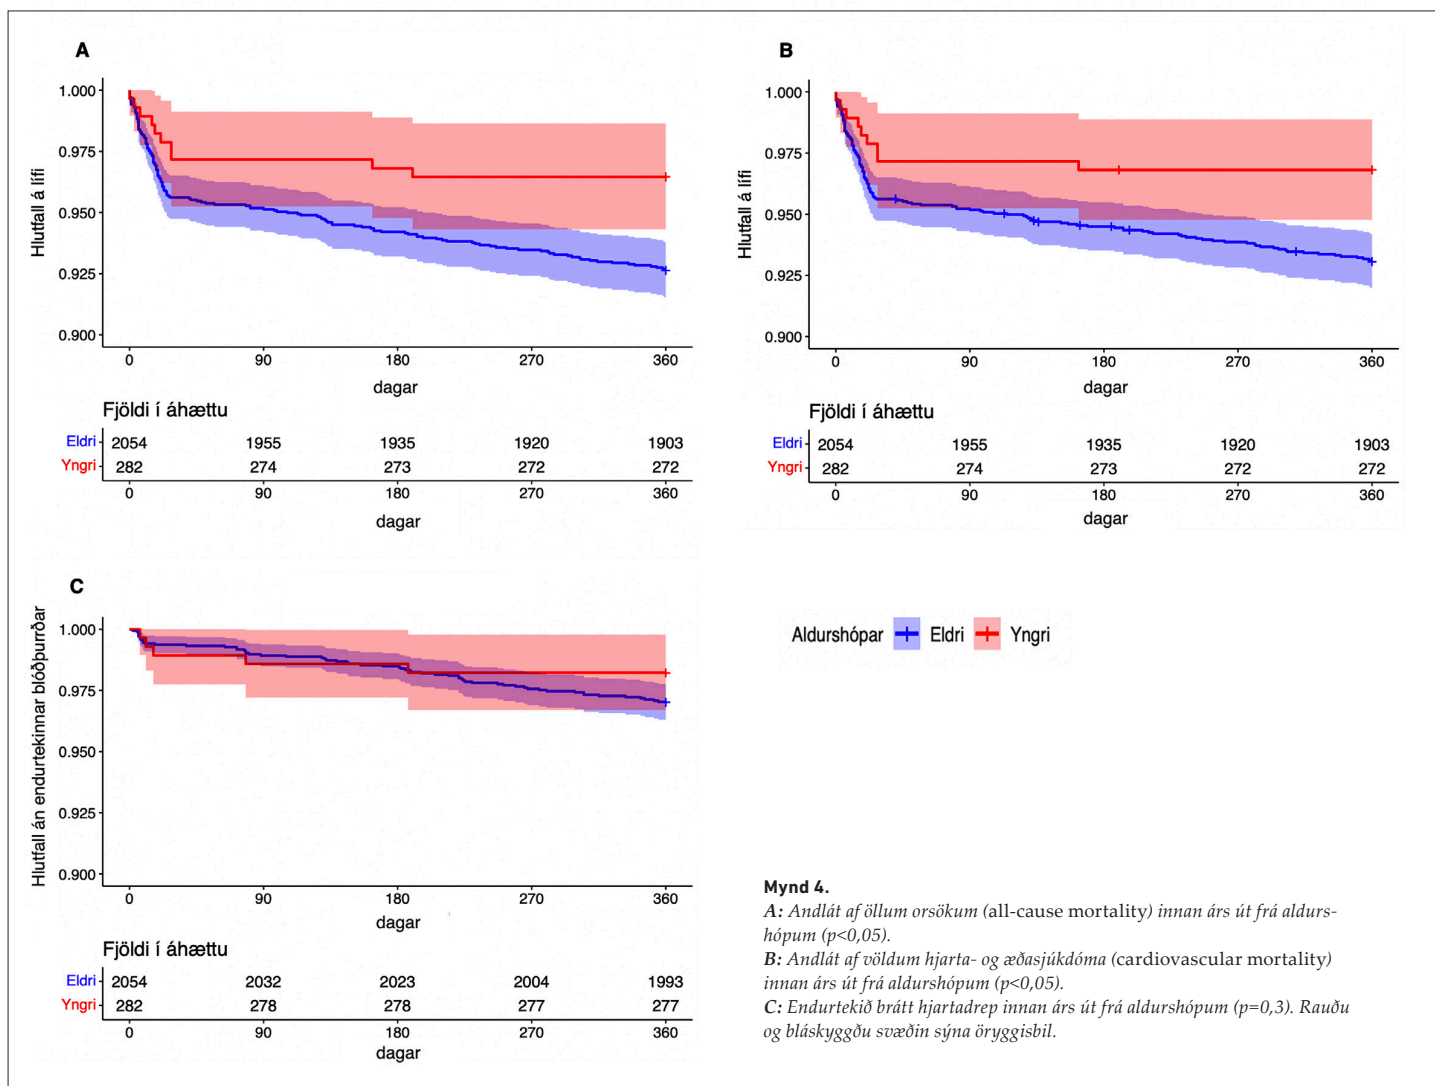 A
Hlutfall á lífi
1.000
0.975
0.950
0.925
0.900
0 90 180 270 360
dagar
Fjöldi í áhættu
Eldri 2054 1955 1935 1920 1903
Yngri 282 274 273 272 272
0 90 180 270 360
dagar
B
Hlutfall á lífi
1.000
0.975
0.950
0.925
0.900
0 90 180 270 360
dagar
Fjöldi í áhættu
Eldri 2054 1955 1935 1920 1903
Yngri 282 274 273 272 272
0 90 180 270 360
dagar
C
Hlutfall án endurtekinnar blóðþurrðar
1.000
0.975
0.950
0.925
0.900
0 90 180 270 360
dagar
Fjöldi í áhættu
Eldri 2054 2032 2023 2004 1993
Yngri 282 278 278 277 277
0 90 180 270 360
dagar
Aldurshópar Eldri Yngri
Mynd 4.
A: Andlát af öllum orsökum (all-cause mortality) innan árs út frá aldurs-
hópum (p<0,05).
B: Andlát af völdum hjarta- og æðasjúkdóma (cardiovascular mortality)
innan árs út frá aldurshópum (p<0,05).
C: Endurtekið brátt hjartadrep innan árs út frá aldurshópum (p=0,3). Rauðu
og bláskyggðu svæðin sýna öryggisbil.